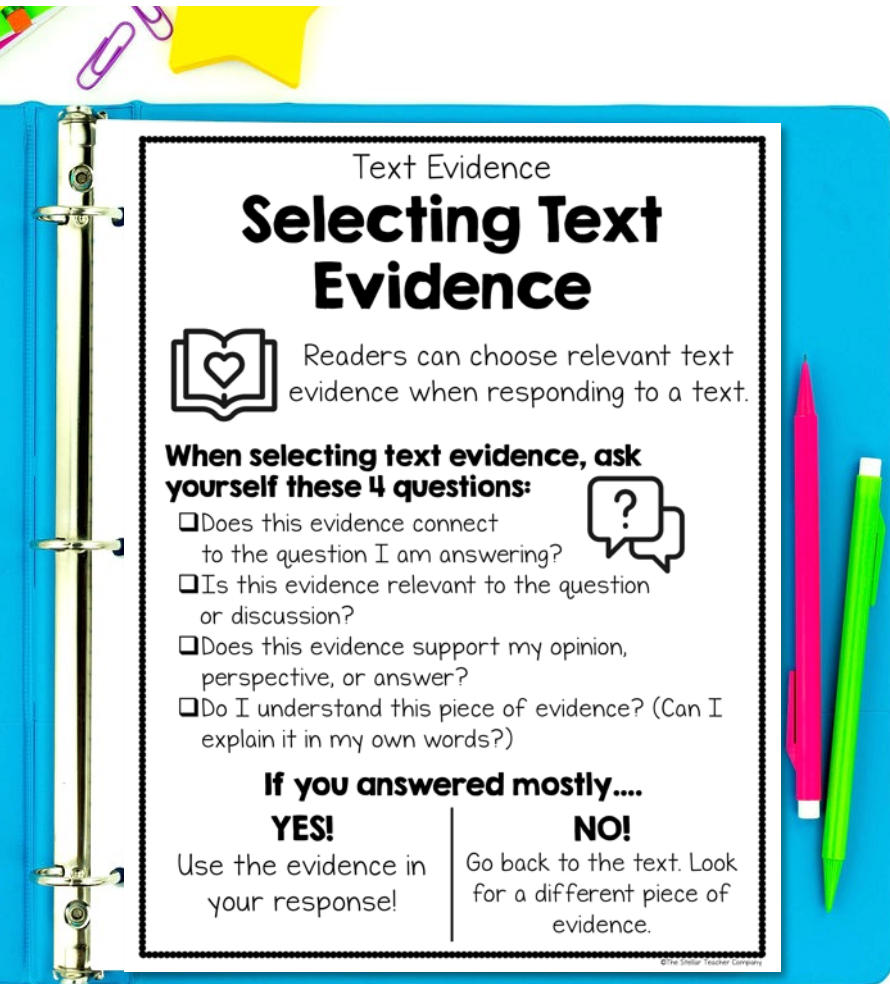 Text Evidence
Selecting Text
Evidence
Readers can choose relevant text
evidence when responding to a text.
When selecting text evidence, ask
yourself these 4 questions:
?
❑Does this evidence connect
to the question I am answering?
❑Is this evidence relevant to the question
or discussion?
❑Does this evidence support my opinion,
perspective, or answer?
❑Do I understand this piece of evidence? (Can I
explain it in my own words?)
If you answered mostly....
YES!
Use the evidence in
your response!
NO!
Go back to the text. Look
for a different piece of
evidence.
©The Stellar Teacher Company